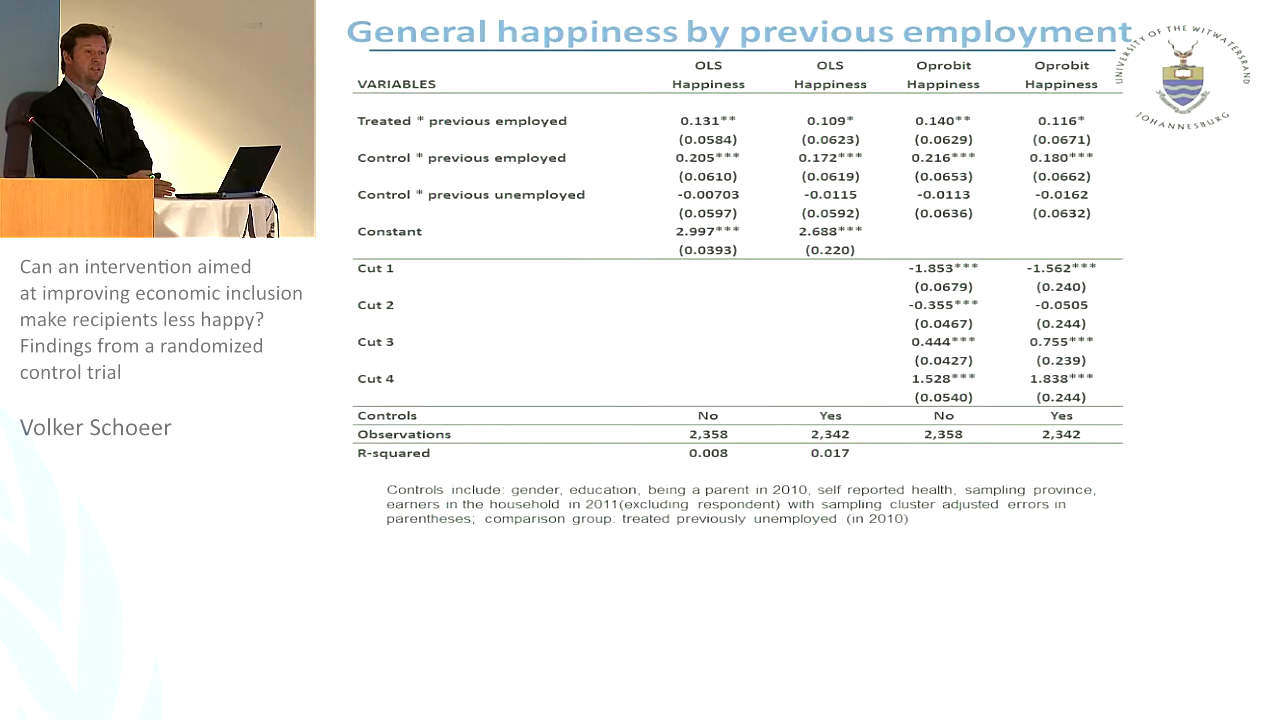 General happiness by previous employment
UNIVERSITY OF THE WITWATERSRAND
JOHANNESBURG
OLS OLS Oprobit Oprobit
VARIABLES Happiness Happiness Happiness Happiness
Treated * previous employed 0.131** 0.109* 0.140** 0.116*
(0.0584) (0.0623) (0.0629) (0.0671)
Control * previous employed 0.205*** 0.172*** 0.216*** 0.180***
(0.0610) (0.0619) (0.0653) (0.0662)
Control * previous unemployed -0.00703 -0.0115 -0.0113 -0.0162
(0.0597) (0.0592) (0.0636) (0.0632)
Constant 2.997*** 2.688***
(0.0393) (0.220)
Cut 1 -1.853*** -1.562***
(0.0679) (0.240)
Cut 2 -0.355*** -0.0505
(0.0467) (0.244)
Cut 3 0.444*** 0.755***
(0.0427) (0.239)
Cut 4 1.528*** 1.838***
(0.0540) (0.244)
Controls No Yes No Yes
Observations 2,358 2,342 2,358 2,342
R-squared 0.008 0.017
Controls include: gender, education, being a parent in 2010, self reported health, sampling province,
earners in the household in 2011(excluding respondent) with sampling cluster adjusted errors in
parentheses; comparison group: treated previously unemployed (in 2010)
Can an intervention aimed
at improving economic inclusion
make recipients less happy?
Findings from a randomized
control trial
Volker Schoeer